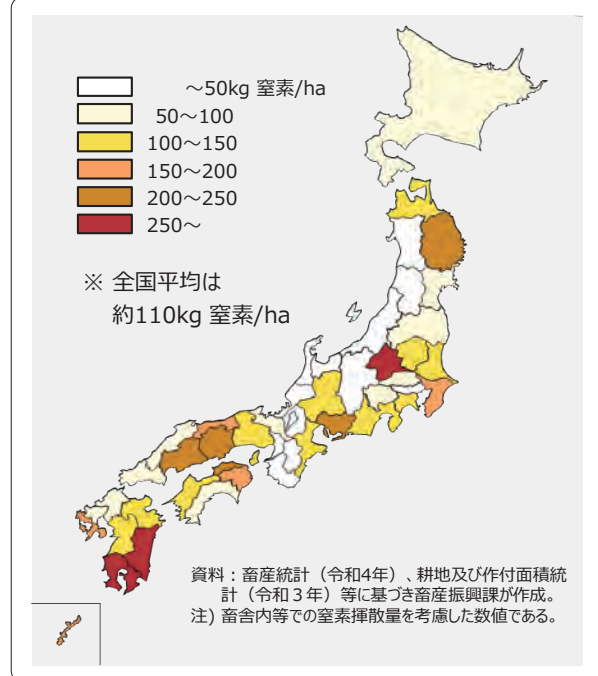 ～50kg 窒素/ha
50～100
100～150
150～200
200～250
250～
※ 全国平均は
約110kg 窒素/ha
資料：畜産統計（令和4年）、耕地及び作付面積統
計（令和３年）等に基づき畜産振興課が作成。
注) 畜舎内等での窒素揮散量を考慮した数値である。